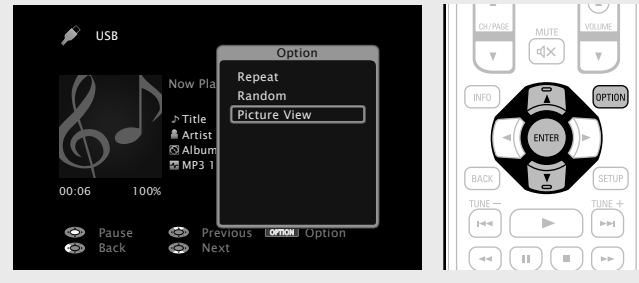 USB
Option
Now Pla
Repeat
Random
Picture View
Title
Artist
Album
MP3 1
00:06 100%
Pause Previous OPTION Option
Back Next
CH/PAGE MUTE VOLUME
INFO OPTION
ENTER
BACK SETUP
TUNE − TUNE +